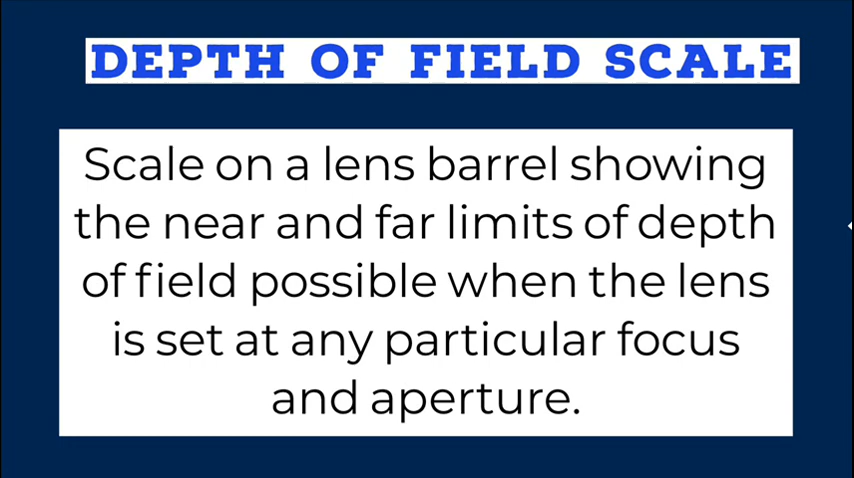 DEPTH OF FIELD SCALE
Scale on a lens barrel showing
the near and far limits of depth
of field possible when the lens
is set at any particular focus
and aperture.